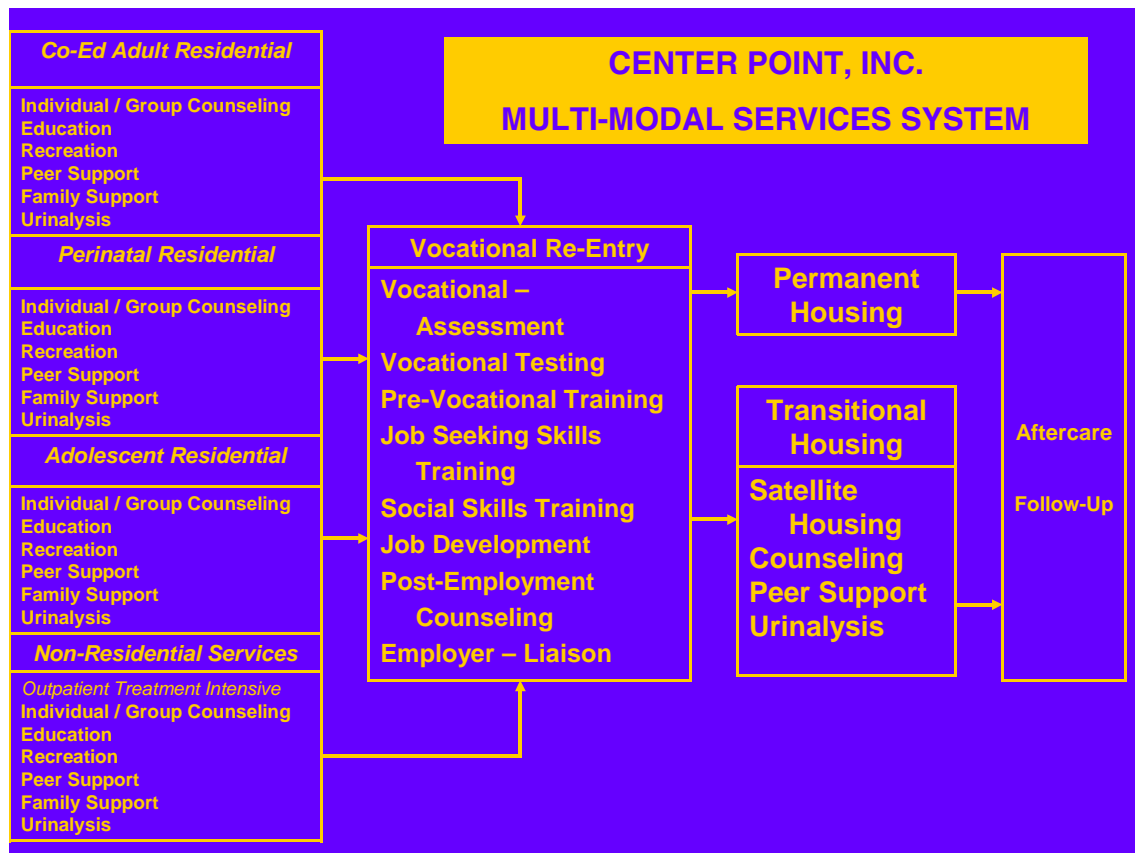 CENTER POINT, INC.
MULTI-MODAL SERVICES SYSTEM
Co-Ed Adult Residential
Individual / Group Counseling
Education
Recreation
Peer Support
Family Support
Urinalysis
Perinatal Residential
Individual / Group Counseling
Education
Recreation
Peer Support
Family Support
Urinalysis
Adolescent Residential
Individual / Group Counseling
Education
Recreation
Peer Support
Family Support
Urinalysis
Non-Residential Services
Outpatient Treatment Intensive
Individual / Group Counseling
Education
Recreation
Peer Support
Family Support
Urinalysis
Vocational Re-Entry
Vocational –
Assessment
Vocational Testing
Pre-Vocational Training
Job Seeking Skills
Training
Social Skills Training
Job Development
Post-Employment
Counseling
Employer – Liaison
Permanent
Housing
Transitional
Housing
Satellite
Housing
Counseling
Peer Support
Urinalysis
Aftercare
Follow-Up